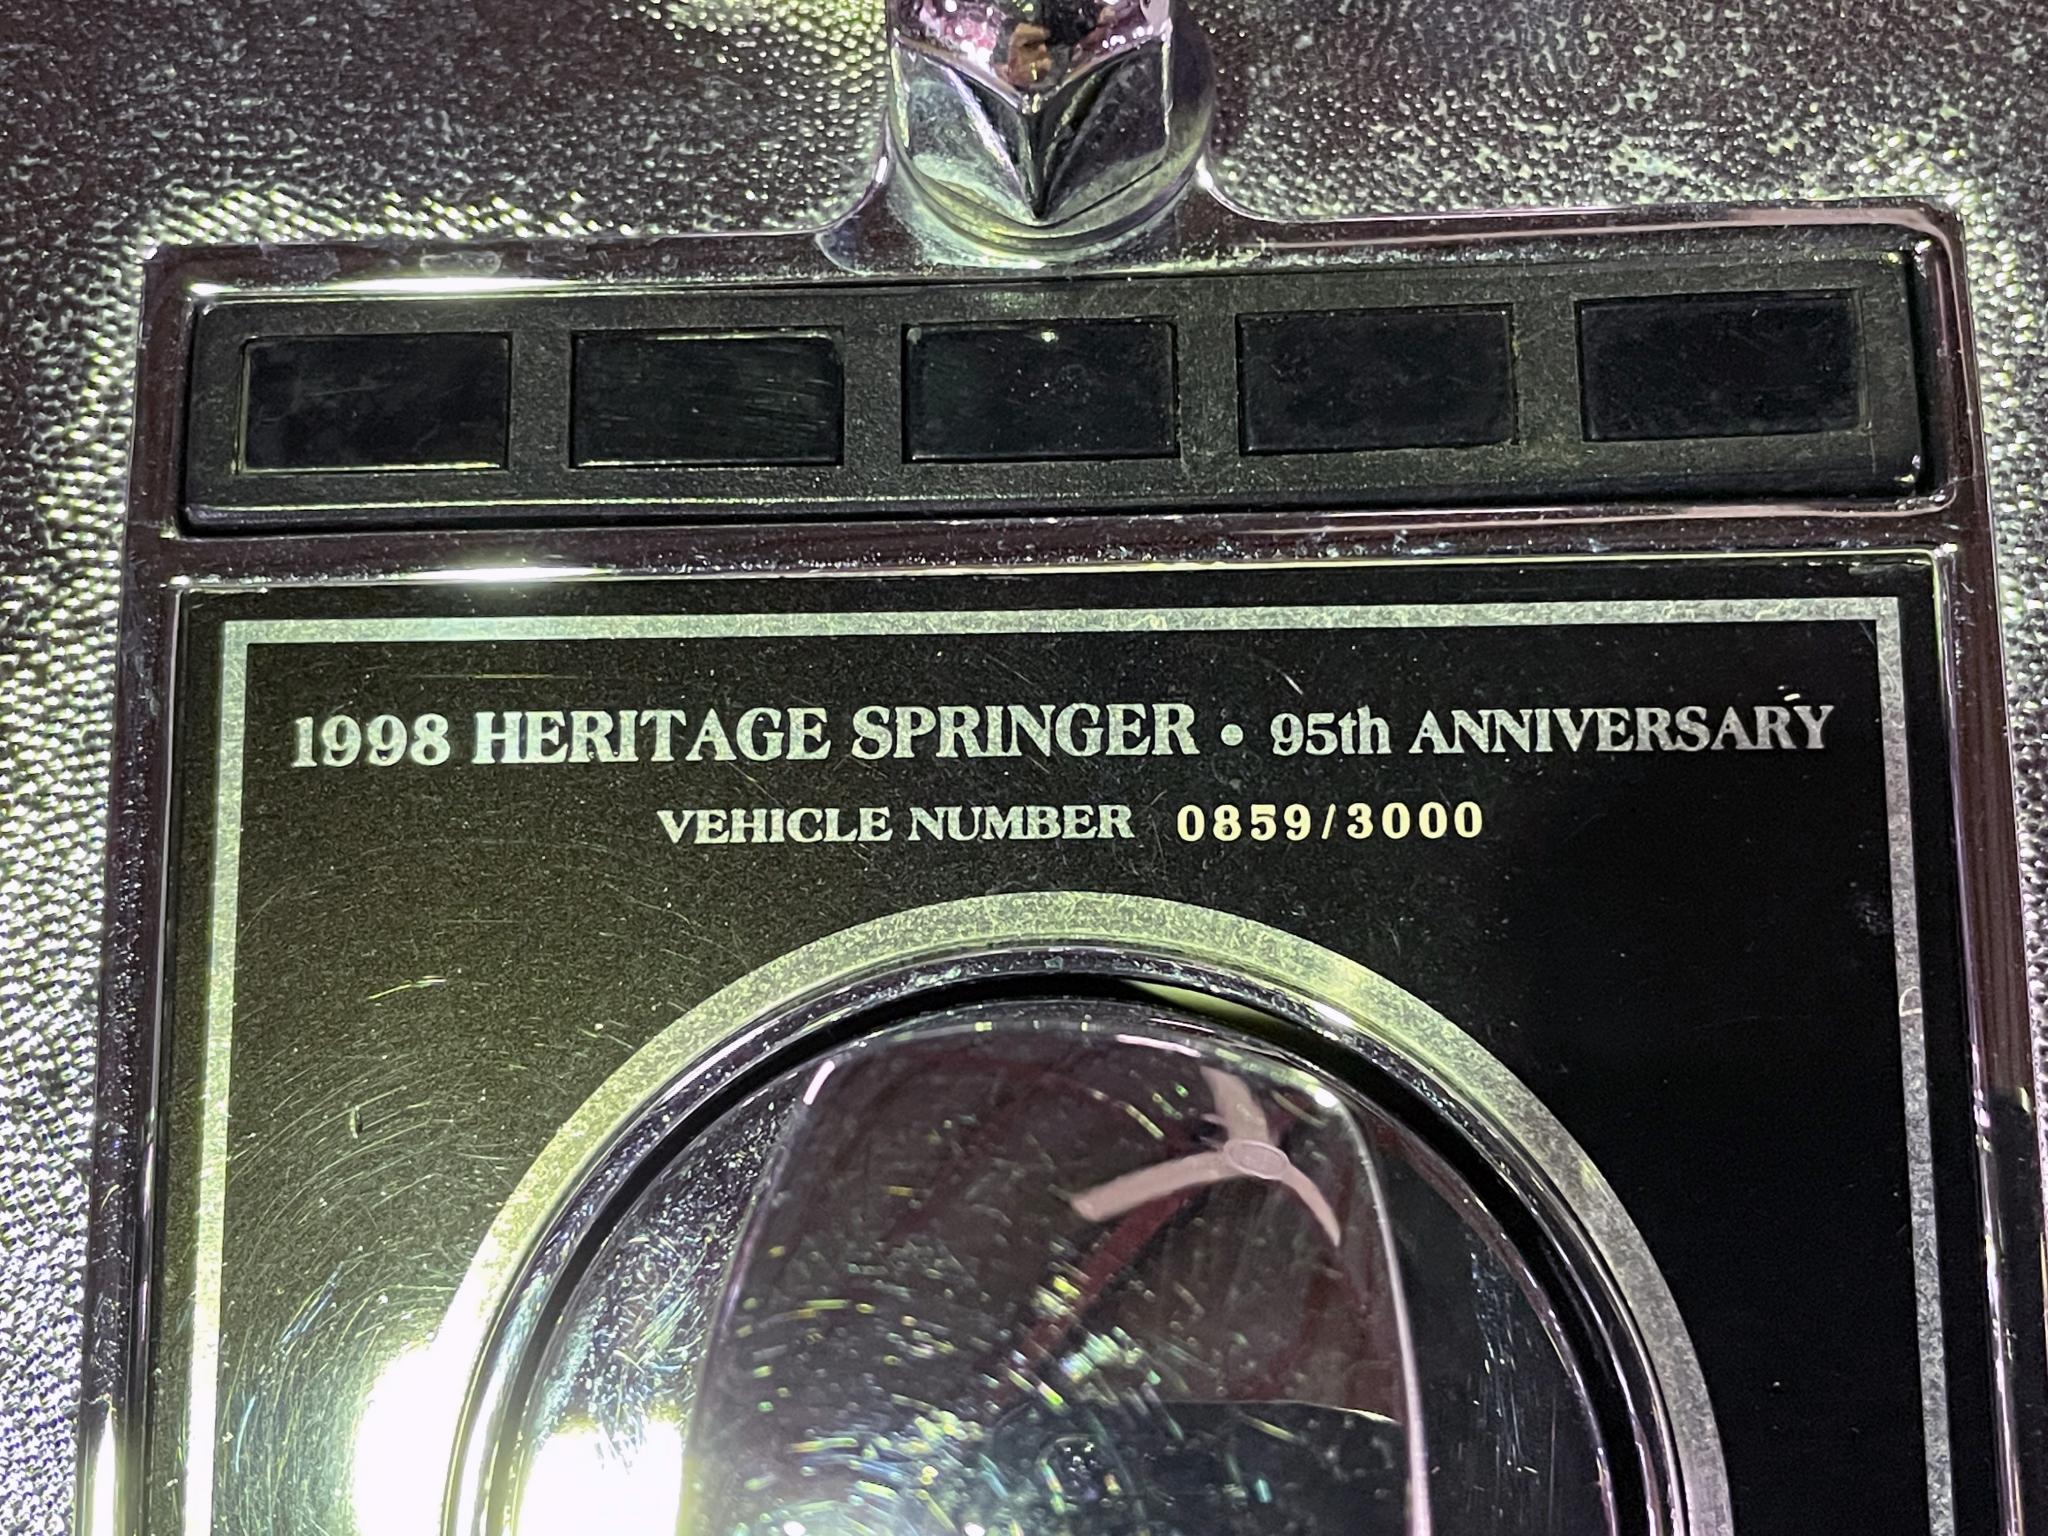 1998 HERITAGE SPRINGER • 95th ANNIVERSARY
VEHICLE NUMBER 0859/3000